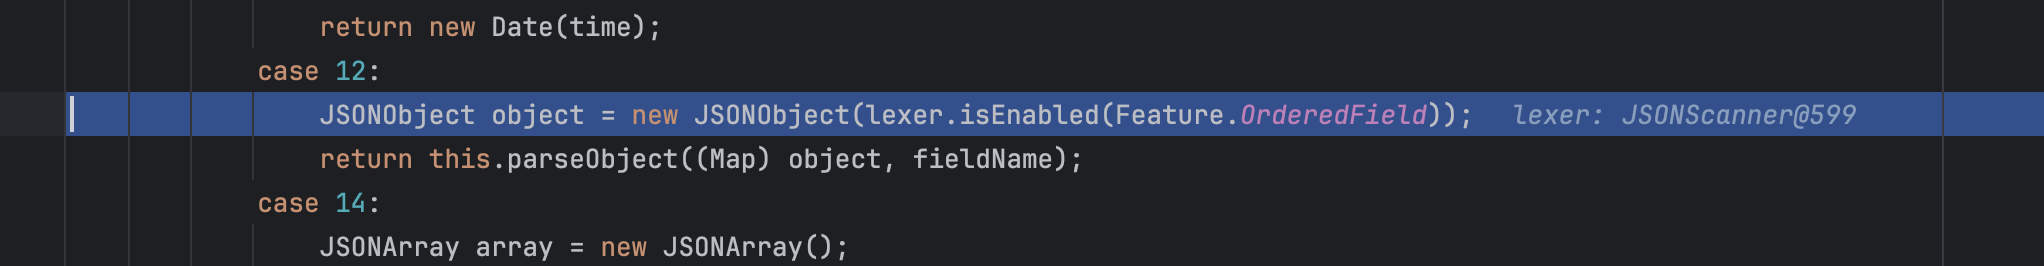 return new Date(time);
case 12:
JSONObject object = new JSONObject(lexer.isEnabled(Feature.OrderedField)); lexer: JSONScanner@599
return this.parseObject((Map) object, fieldName);
case 14:
JSONArray array = new JSONArray();